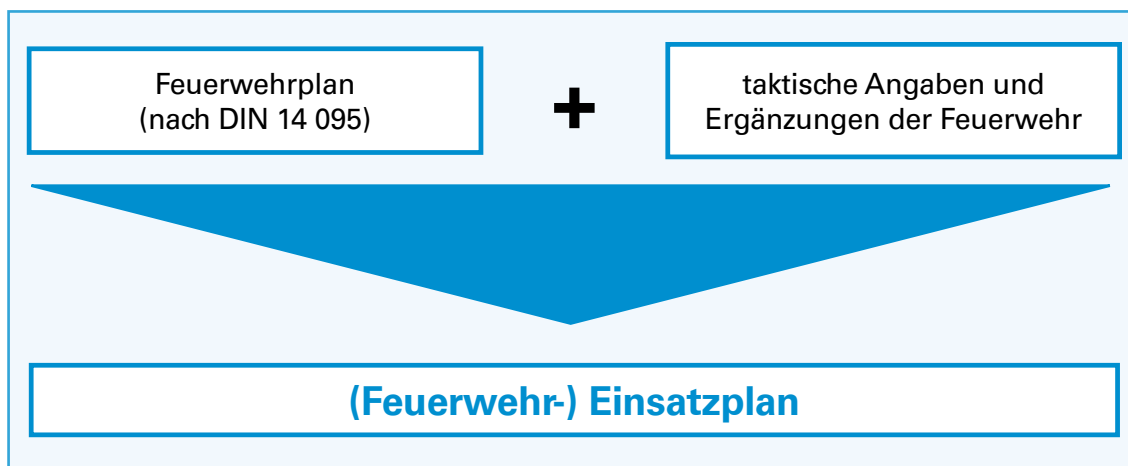 Feuerwehrplan
(nach DIN 14 095)
+
taktische Angaben und
Ergänzungen der Feuerwehr
(Feuerwehr-) Einsatzplan